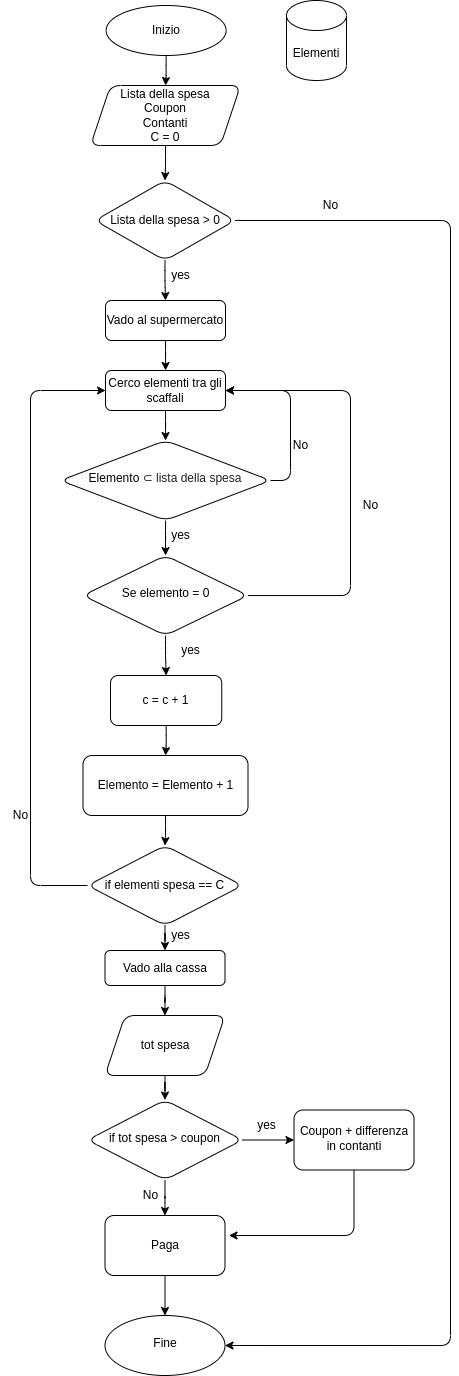 Inizio
Elementi
Lista della spesa
Coupon
Contanti
C = 0
No
Lista della spesa > 0
yes
Vado al supermercato
Cerco elementi tra gli
scaffali
No
Elemento ⊂ lista della spesa
No
yes
Se elemento = 0
yes
c = c + 1
Elemento = Elemento + 1
No
if elementi spesa == C
yes
Vado alla cassa
tot spesa
if tot spesa > coupon
yes
Coupon + differenza
in contanti
No
Paga
Fine